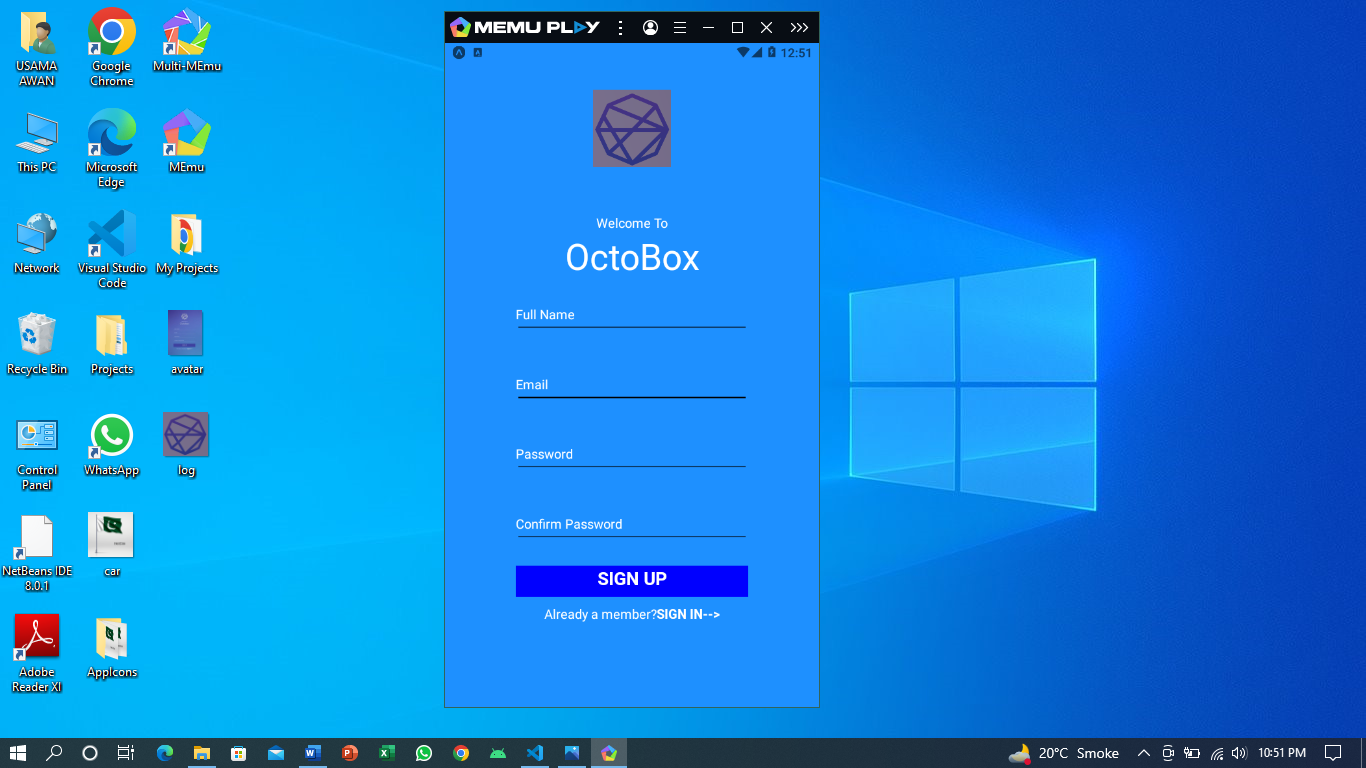 USAMA
AWAN
Google
Chrome
Multi-MEmu
This PC
Microsoft
Edge
MEmu
Network
Visual Studio
Code
My Projects
Recycle Bin
Projects
avatar
Control
Panel
WhatsApp
log
NetBeans IDE
8.0.1
car
Adobe
Reader XI
AppIcons
MEMU PLAY
12:51
Welcome To
OctoBox
Full Name
Email
Password
Confirm Password
SIGN UP
Already a member?SIGN IN-->
20°C Smoke
10:51 PM